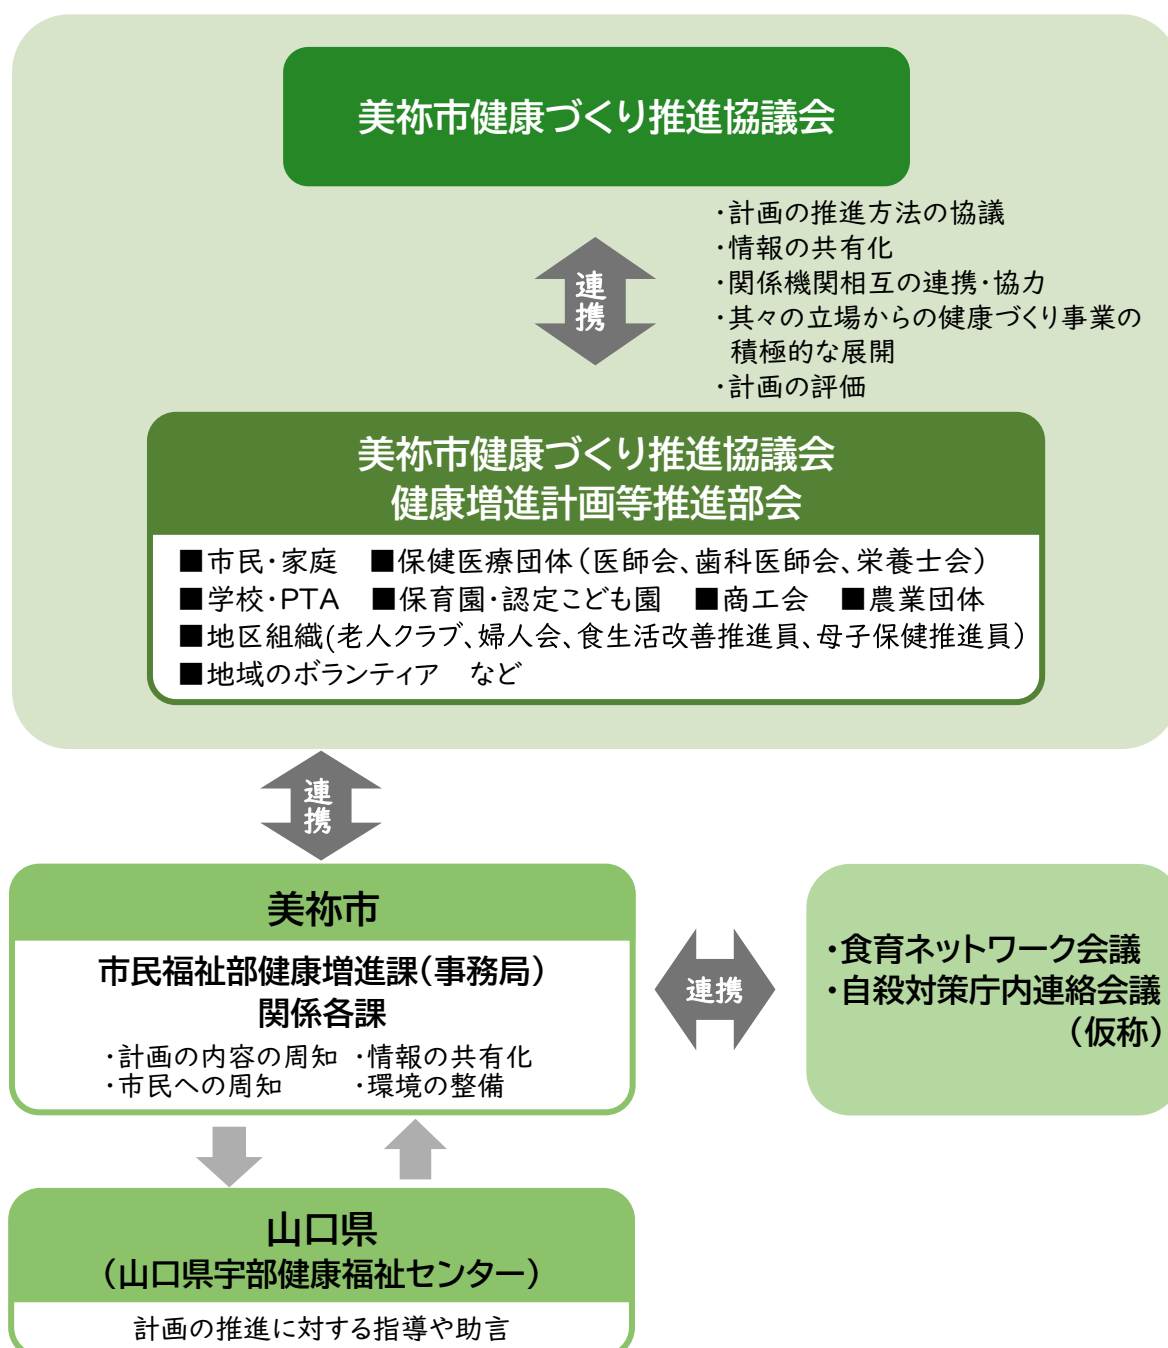 美祢市健康づくり推進協議会
・計画の推進方法の協議
・情報の共有化
・関係機関相互の連携・協力
・其々の立場からの健康づくり事業の
積極的な展開
・計画の評価
連携
美祢市健康づくり推進協議会
健康増進計画等推進部会
■市民・家庭　■保健医療団体（医師会、歯科医師会、栄養士会）
■学校・PTA　■保育園・認定こども園　■商工会　■農業団体
■地区組織(老人クラブ、婦人会、食生活改善推進員、母子保健推進員）
■地域のボランティア　など
連携
美祢市
市民福祉部健康増進課（事務局）
関係各課
・計画の内容の周知 ・情報の共有化
・市民への周知　　・環境の整備
連携
・食育ネットワーク会議
・自殺対策庁内連絡会議
（仮称）
山口県
（山口県宇部健康福祉センター）
計画の推進に対する指導や助言